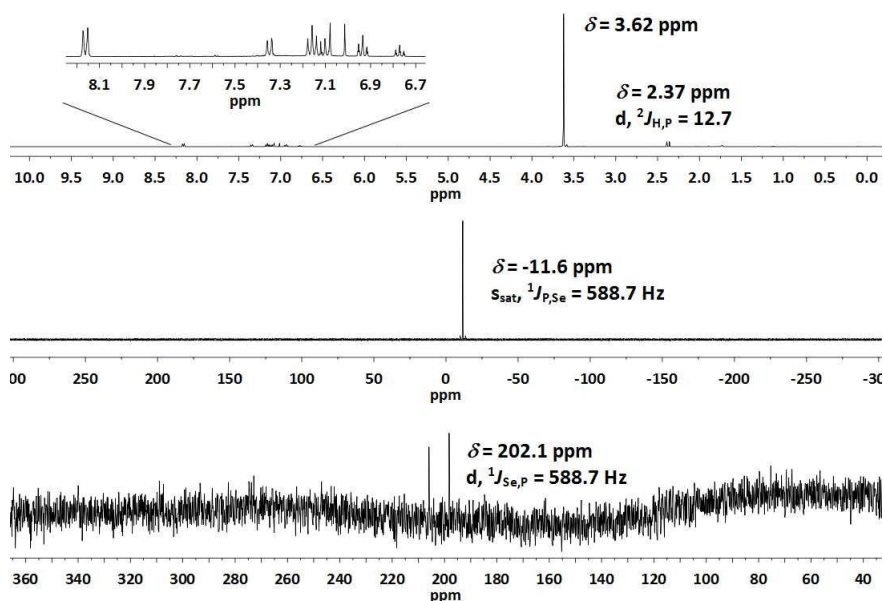 δ = 3.62 ppm
8.1 7.9 7.7 7.5 7.3 7.1 6.9 6.7
ppm
δ = 2.37 ppm
d, ²J_H,P = 12.7
10.0 9.5 9.0 8.5 8.0 7.5 7.0 6.5 6.0 5.5 5.0 4.5 4.0 3.5 3.0 2.5 2.0 1.5 1.0 0.5 0.0
ppm
δ = -11.6 ppm
s_sat, ¹J_P,Se = 588.7 Hz
00 250 200 150 100 50 0 -50 -100 -150 -200 -250 -30
ppm
δ = 202.1 ppm
d, ¹J_Se,P = 588.7 Hz
360 340 320 300 280 260 240 220 200 180 160 140 120 100 80 60 40
ppm